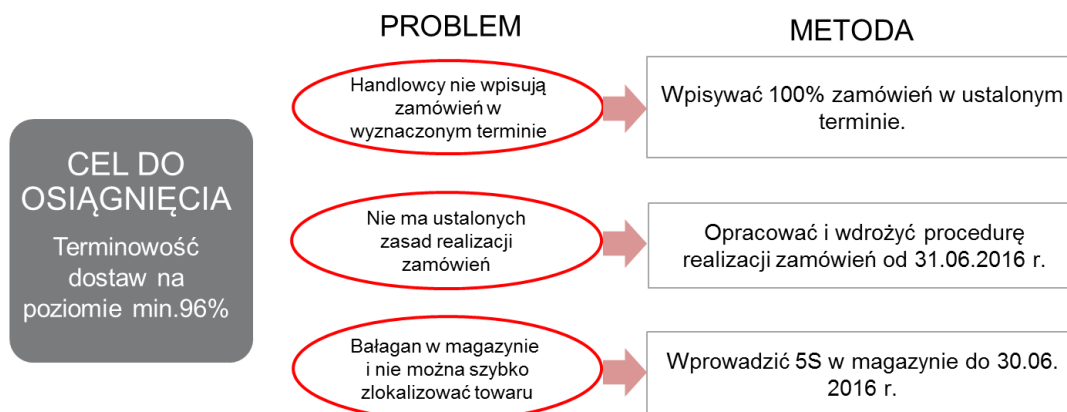 PROBLEM
METODA
CEL DO
OSIĄGNIĘCIA
Terminowość
dostaw na
poziomie min.96%
Handlowcy nie wpisują
zamówień w
wyznaczonym terminie
Wpisywać 100% zamówień w ustalonym
terminie.
Nie ma ustalonych
zasad realizacji
zamówień
Opracować i wdrożyć procedurę
realizacji zamówień od 31.06.2016 r.
Bałagan w magazynie
i nie można szybko
zlokalizować towaru
Wprowadzić 5S w magazynie do 30.06.
2016 r.